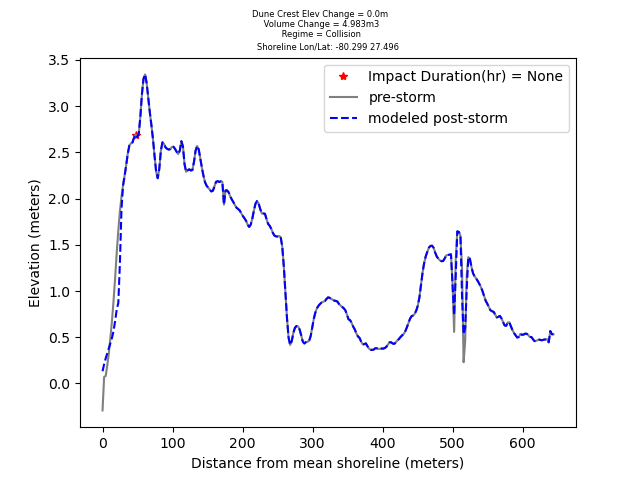 Dune Crest Elev Change = 0.0m
Volume Change = 4.983m3
Regime = Collision
Shoreline Lon/Lat: -80.299 27.496
Impact Duration(hr) = None
pre-storm
modeled post-storm
3.5
3.0
2.5
2.0
1.5
1.0
0.5
0.0
Elevation (meters)
0 100 200 300 400 500 600
Distance from mean shoreline (meters)